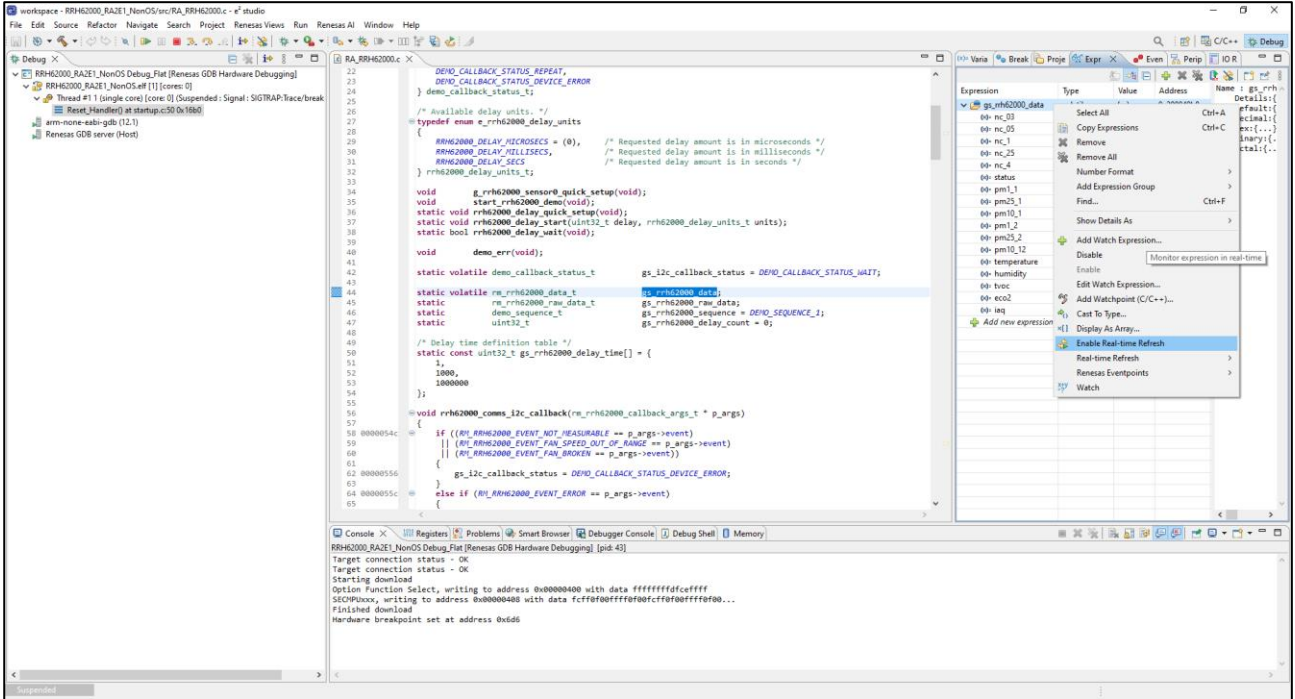 workspace - RRH62000_RA2E1_NonOS/src/RA_RRH62000.c - e² studio
File Edit Source Refactor Navigate Search Project Renesas Views Run Renesas AI Window Help
C/C++ Debug
Debug
RRH62000_RA2E1_NonOS Debug_Flat [Renesas GDB Hardware Debugging]
RRH62000_RA2E1_NonOS.elf [1] [cores: 0]
Thread #1 1 (single core) [core: 0] (Suspended : Signal : SIGTRAP:Trace/break
Reset_Handler() at startup.c:50 0x16b0
arm-none-eabi-gdb (12.1)
Renesas GDB server (Host)
RA_RRH62000.c
22 DEMO_CALLBACK_STATUS_REPEAT,
23 DEMO_CALLBACK_STATUS_DEVICE_ERROR
24 } demo_callback_status_t;
25
26 /* Available delay units. */
27 typedef enum e_rrh62000_delay_units
28 {
29 RRH62000_DELAY_MICROSECS = (0), /* Requested delay amount is in microseconds */
30 RRH62000_DELAY_MILLISECS, /* Requested delay amount is in milliseconds */
31 RRH62000_DELAY_SECS /* Requested delay amount is in seconds */
32 } rrh62000_delay_units_t;
33
34 void g_rrh62000_sensor0_quick_setup(void);
35 void start_rrh62000_demo(void);
36 static void rrh62000_delay_quick_setup(void);
37 static void rrh62000_delay_start(uint32_t delay, rrh62000_delay_units_t units);
38 static bool rrh62000_delay_wait(void);
39
40 void demo_err(void);
41
42 static volatile demo_callback_status_t gs_i2c_callback_status = DEMO_CALLBACK_STATUS_WAIT;
43
44 static volatile rm_rrh62000_data_t gs_rrh62000_data;
45 static rm_rrh62000_raw_data_t gs_rrh62000_raw_data;
46 static demo_sequence_t gs_rrh62000_sequence = DEMO_SEQUENCE_1;
47 static uint32_t gs_rrh62000_delay_count = 0;
48
49 /* Delay time definition table */
50 static const uint32_t gs_rrh62000_delay_time[] = {
51 1,
52 1000,
53 1000000
54 };
55
56 void rrh62000_comms_i2c_callback(rm_rrh62000_callback_args_t * p_args)
57 {
58 0000054c if ((RM_RRH62000_EVENT_NOT_MEASURABLE == p_args->event)
59 || (RM_RRH62000_EVENT_FAN_SPEED_OUT_OF_RANGE == p_args->event)
60 || (RM_RRH62000_EVENT_FAN_BROKEN == p_args->event))
61 {
62 00000556 gs_i2c_callback_status = DEMO_CALLBACK_STATUS_DEVICE_ERROR;
63 }
64 0000055c else if (RM_RRH62000_EVENT_ERROR == p_args->event)
65 {
Varia Break Proje Expr Even Perip IOR
Expression Type Value Address
gs_rrh62000_data
nc_03
nc_05
nc_1
nc_25
nc_4
status
pm1_1
pm25_1
pm10_1
pm1_2
pm25_2
pm10_12
temperature
humidity
tvoc
eco2
iaq
Add new expression
Name : gs_rrh
Details:{
Select All Ctrl+A
Copy Expressions Ctrl+C
Remove
Remove All
Number Format
Add Expression Group
Find... Ctrl+F
Show Details As
Add Watch Expression...
Disable
Monitor expression in real-time
Enable
Edit Watch Expression...
Add Watchpoint (C/C++)...
Cast To Type...
Display As Array...
Enable Real-time Refresh
Real-time Refresh
Renesas Eventpoints
Watch
Console Registers Problems Smart Browser Debugger Console Debug Shell Memory
RRH62000_RA2E1_NonOS Debug_Flat [Renesas GDB Hardware Debugging] [pid: 43]
Target connection status - OK
Target connection status - OK
Starting download
Option Function Select, writing to address 0x00000400 with data ffffffffdfceffff
SECMPUxxx, writing to address 0x00000408 with data fcff0f00ffff0f00fcff0f00ffff0f00...
Finished download
Hardware breakpoint set at address 0x6d6
Suspended